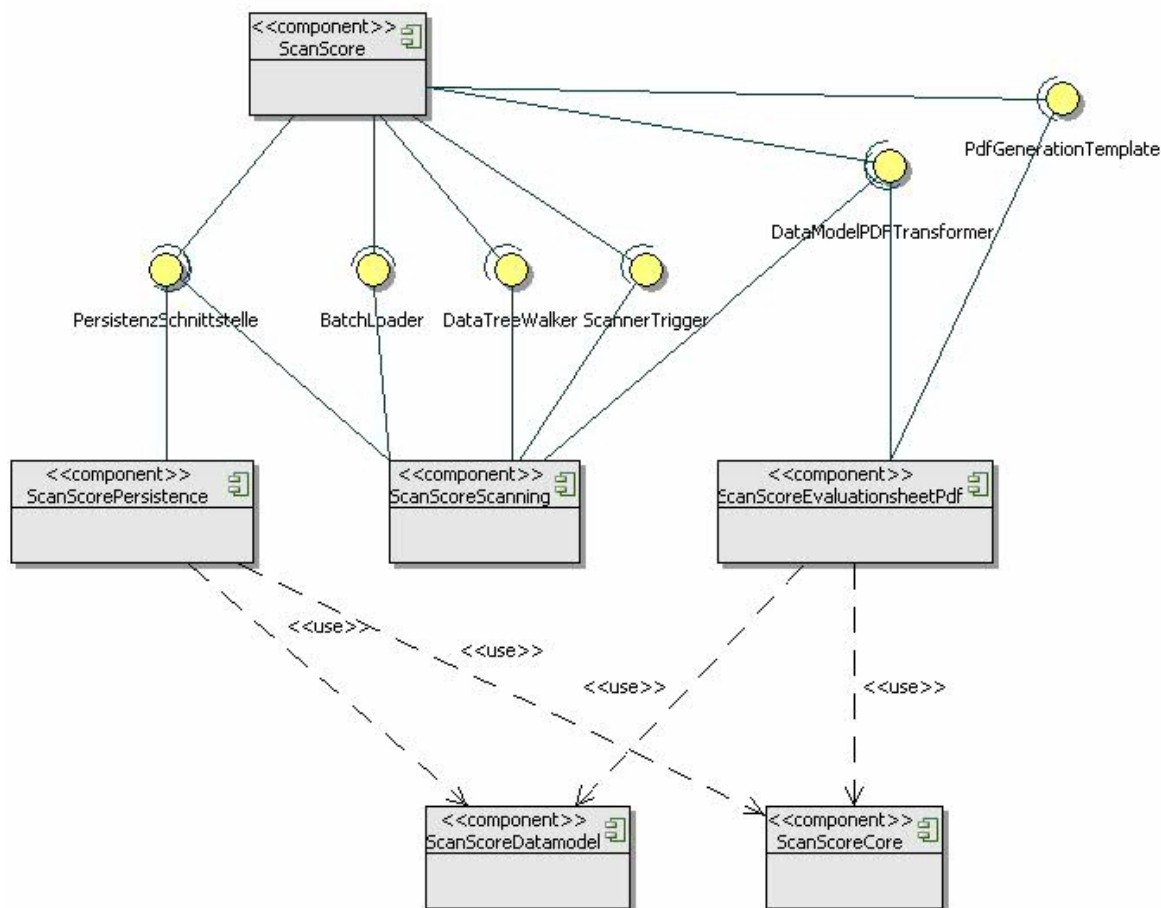 <<component>>
ScanScore
PdfGenerationTemplate
DataModelPDFTransformer
PersistenzSchnittstelle
BatchLoader
DataTreeWalker
ScannerTrigger
<<component>>
ScanScorePersistence
<<component>>
ScanScoreScanning
<<component>>
ScanScoreEvaluationsheetPdf
<<use>>
<<use>>
<<use>>
<<use>>
<<component>>
ScanScoreDatamodel
<<component>>
ScanScoreCore